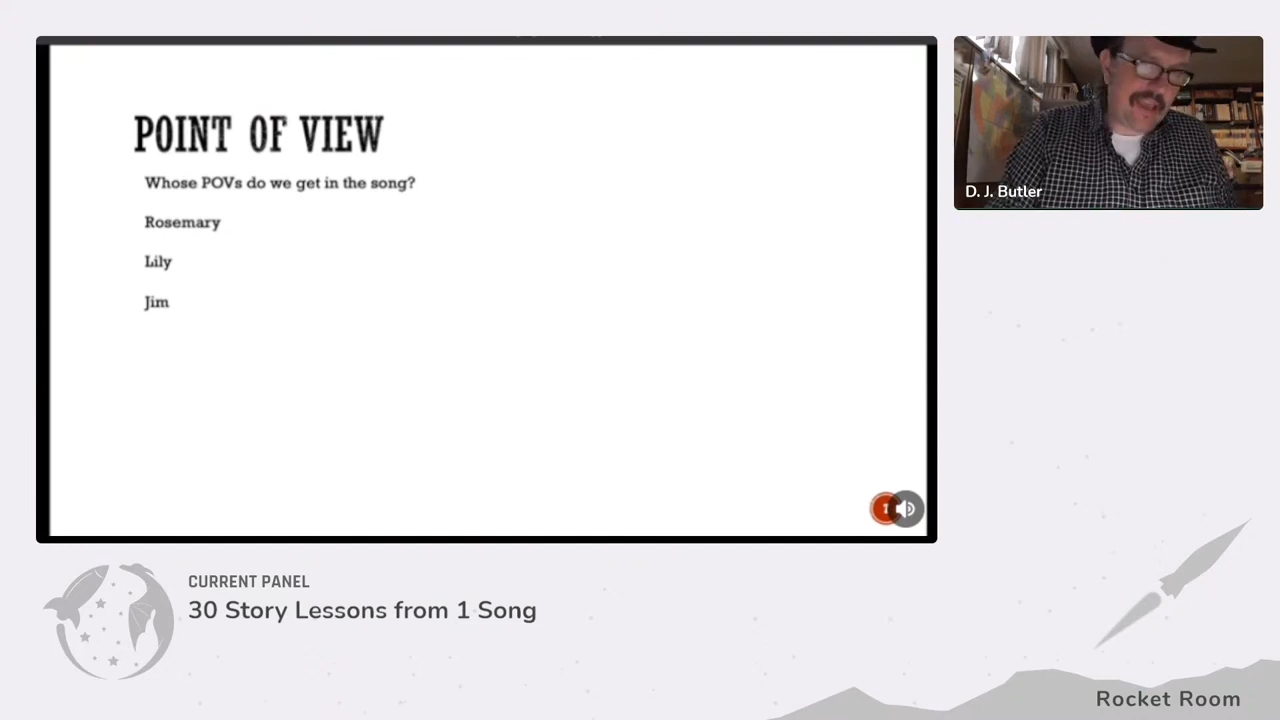 POINT OF VIEW
Whose POVs do we get in the song?
Rosemary
Lily
Jim
D. J. Butler
CURRENT PANEL
30 Story Lessons from 1 Song
Rocket Room